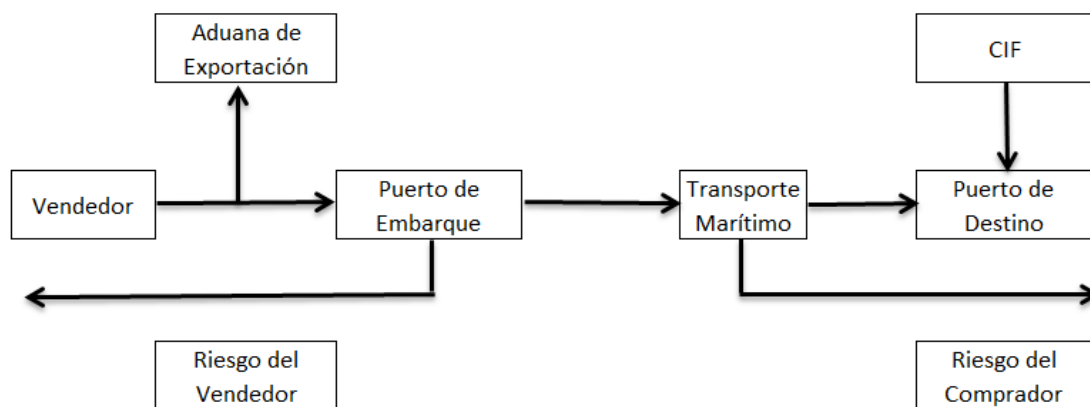 Aduana de
Exportación
CIF
Vendedor
Puerto de
Embarque
Transporte
Marítimo
Puerto de
Destino
Riesgo del
Vendedor
Riesgo del
Comprador